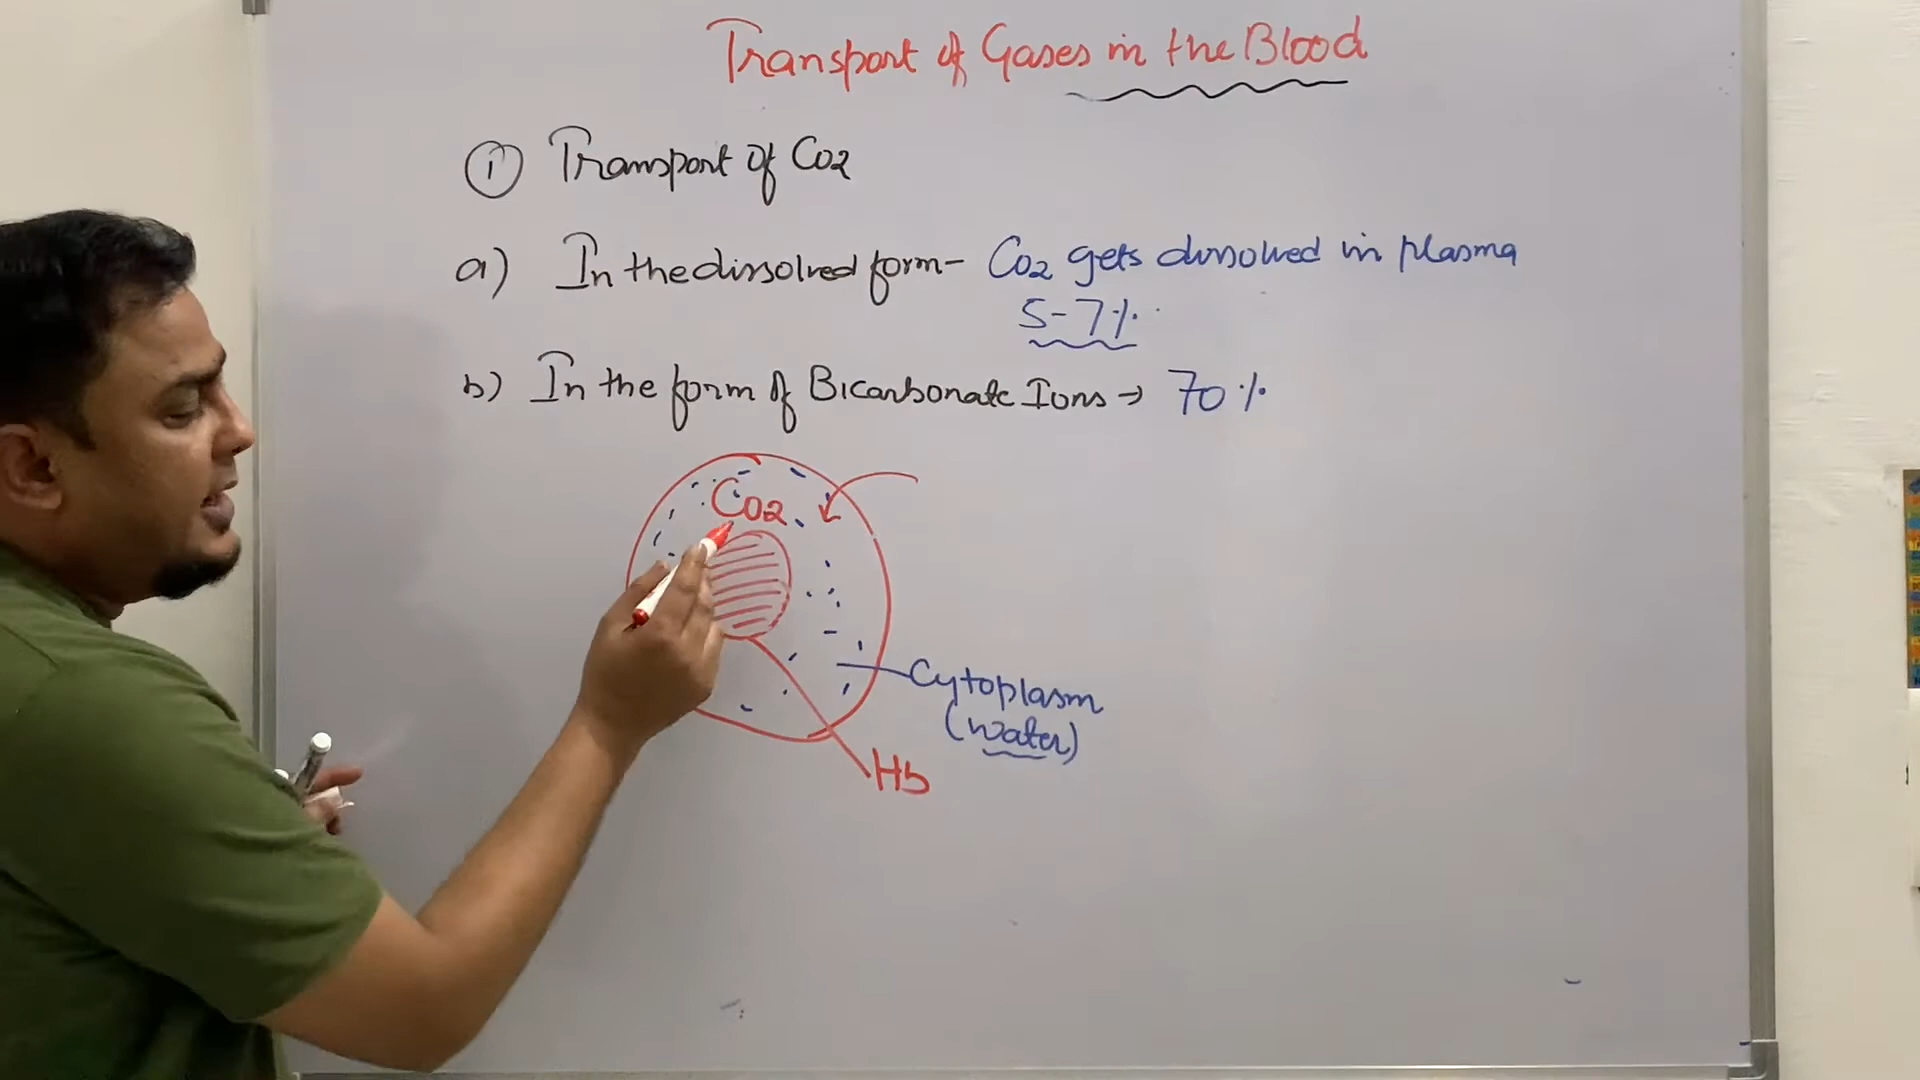 Transport of Gases in the Blood
1 Transport of Co2
a) In the dissolved form- Co2 gets dissolved in plasma
5-7%
b) In the form of Bicarbonate Ions → 70%
Co2
Cytoplasm
(water)
Hb